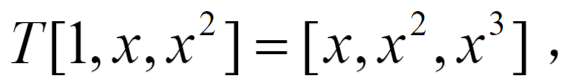 T[1, x, x²] = [x, x², x³]，